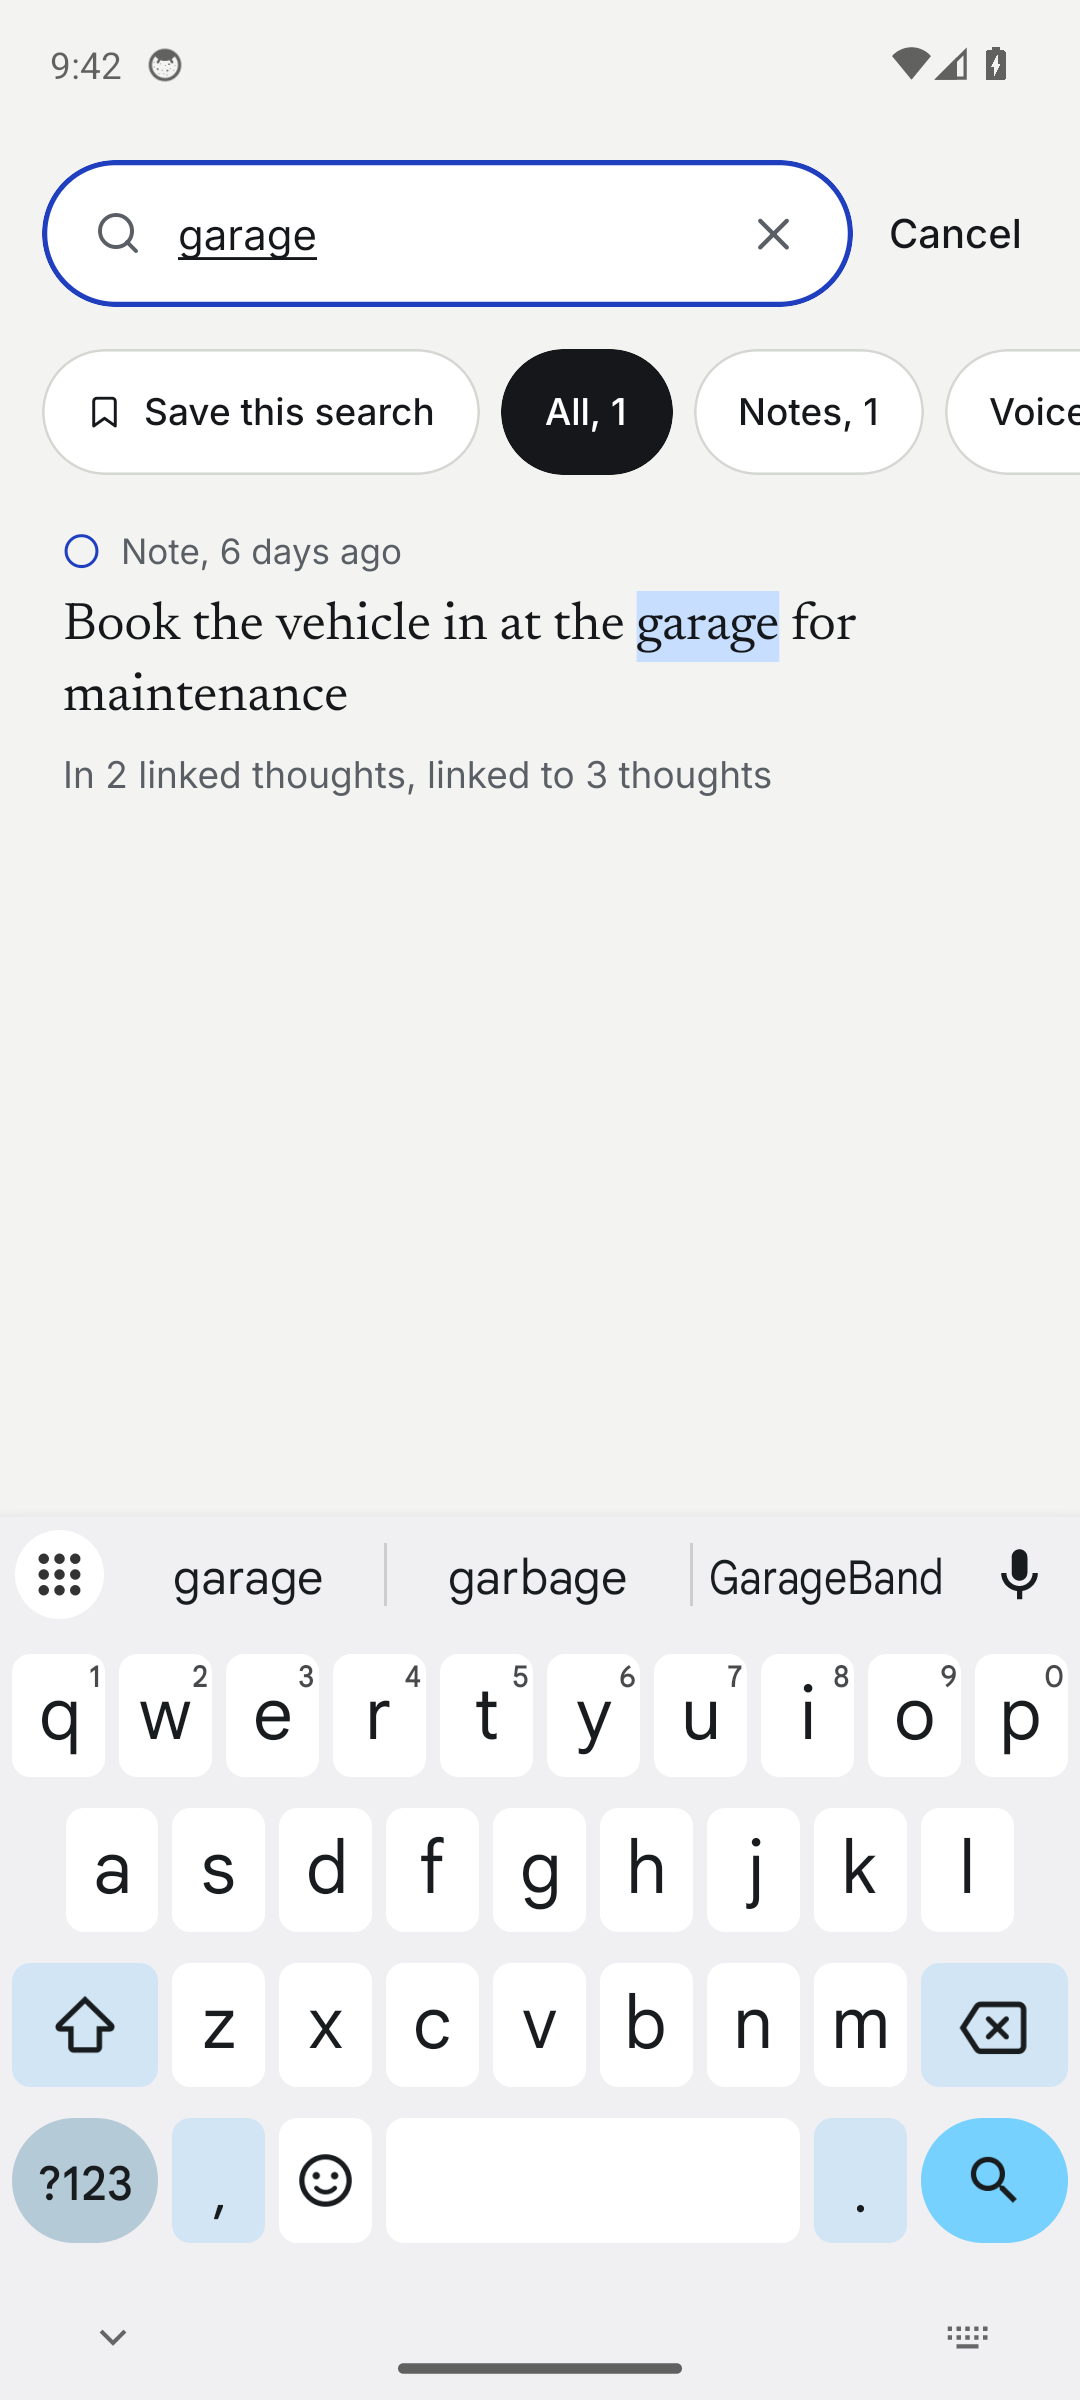 9:42
garage
Cancel
Save this search
All, 1
Notes, 1
Voice
Note, 6 days ago
Book the vehicle in at the garage for
maintenance
In 2 linked thoughts, linked to 3 thoughts
garage
garbage
GarageBand
q 1 w 2 e 3 r 4 t 5 y 6 u 7 i 8 o 9 p 0
a s d f g h j k l
z x c v b n m
?123 , .